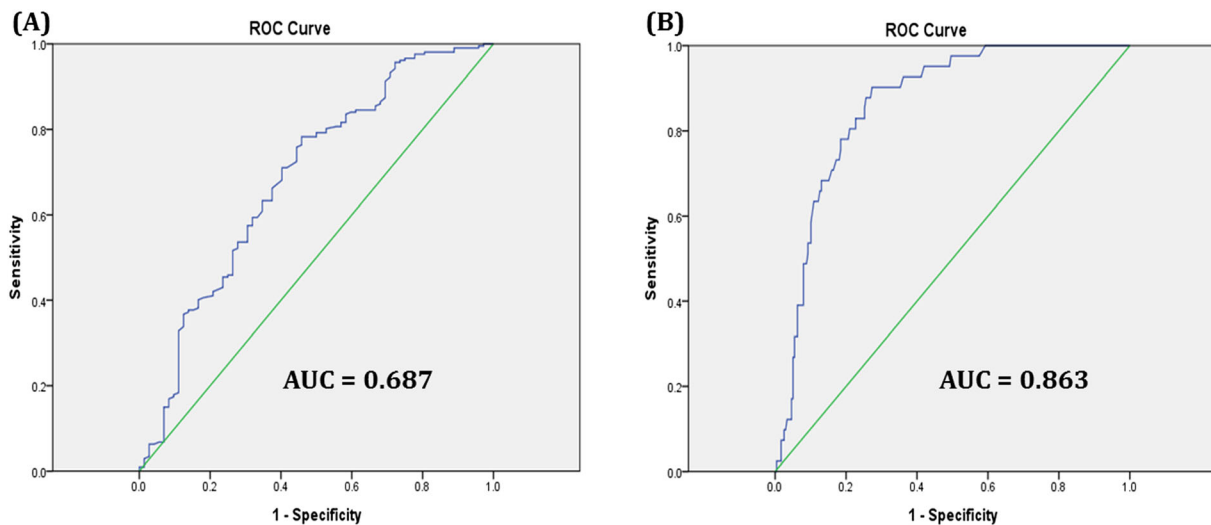 (A)
ROC Curve
Sensitivity
1.0
0.8
0.6
0.4
0.2
0.0
AUC = 0.687
0.0 0.2 0.4 0.6 0.8 1.0
1 - Specificity
(B)
ROC Curve
Sensitivity
1.0
0.8
0.6
0.4
0.2
0.0
AUC = 0.863
0.0 0.2 0.4 0.6 0.8 1.0
1 - Specificity